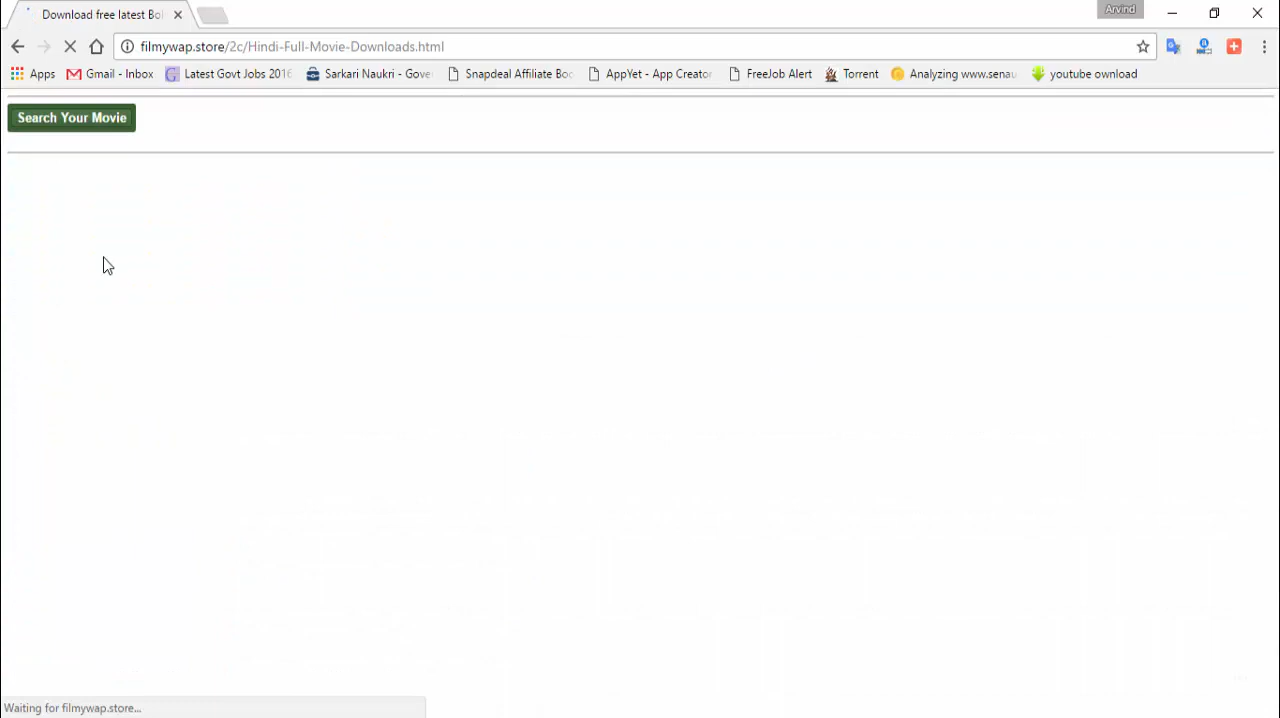 Download free latest Bol
Arvind
filmywap.store/2c/Hindi-Full-Movie-Downloads.html
Apps Gmail - Inbox Latest Govt Jobs 2016 Sarkari Naukri - Gove Snapdeal Affiliate Boo AppYet - App Creato FreeJob Alert Torrent Analyzing www.senau youtube ownload
Search Your Movie
Waiting for filmywap.store...